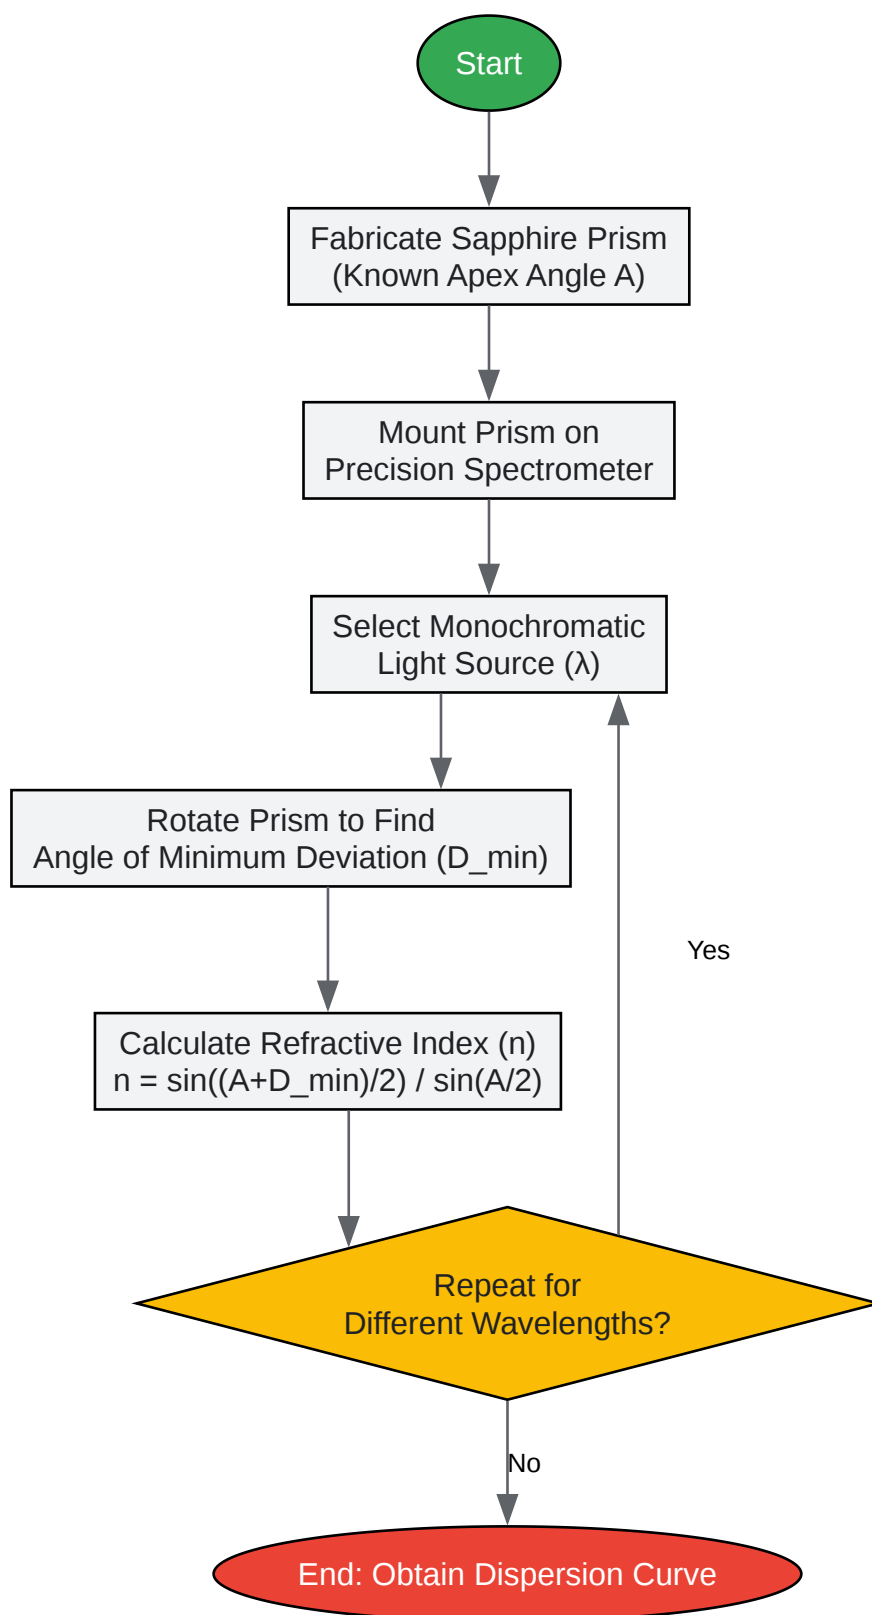 Start
Fabricate Sapphire Prism
(Known Apex Angle A)
Mount Prism on
Precision Spectrometer
Select Monochromatic
Light Source (λ)
Rotate Prism to Find
Angle of Minimum Deviation (D_min)
Yes
Calculate Refractive Index (n)
n = sin((A+D_min)/2) / sin(A/2)
Repeat for
Different Wavelengths?
No
End: Obtain Dispersion Curve